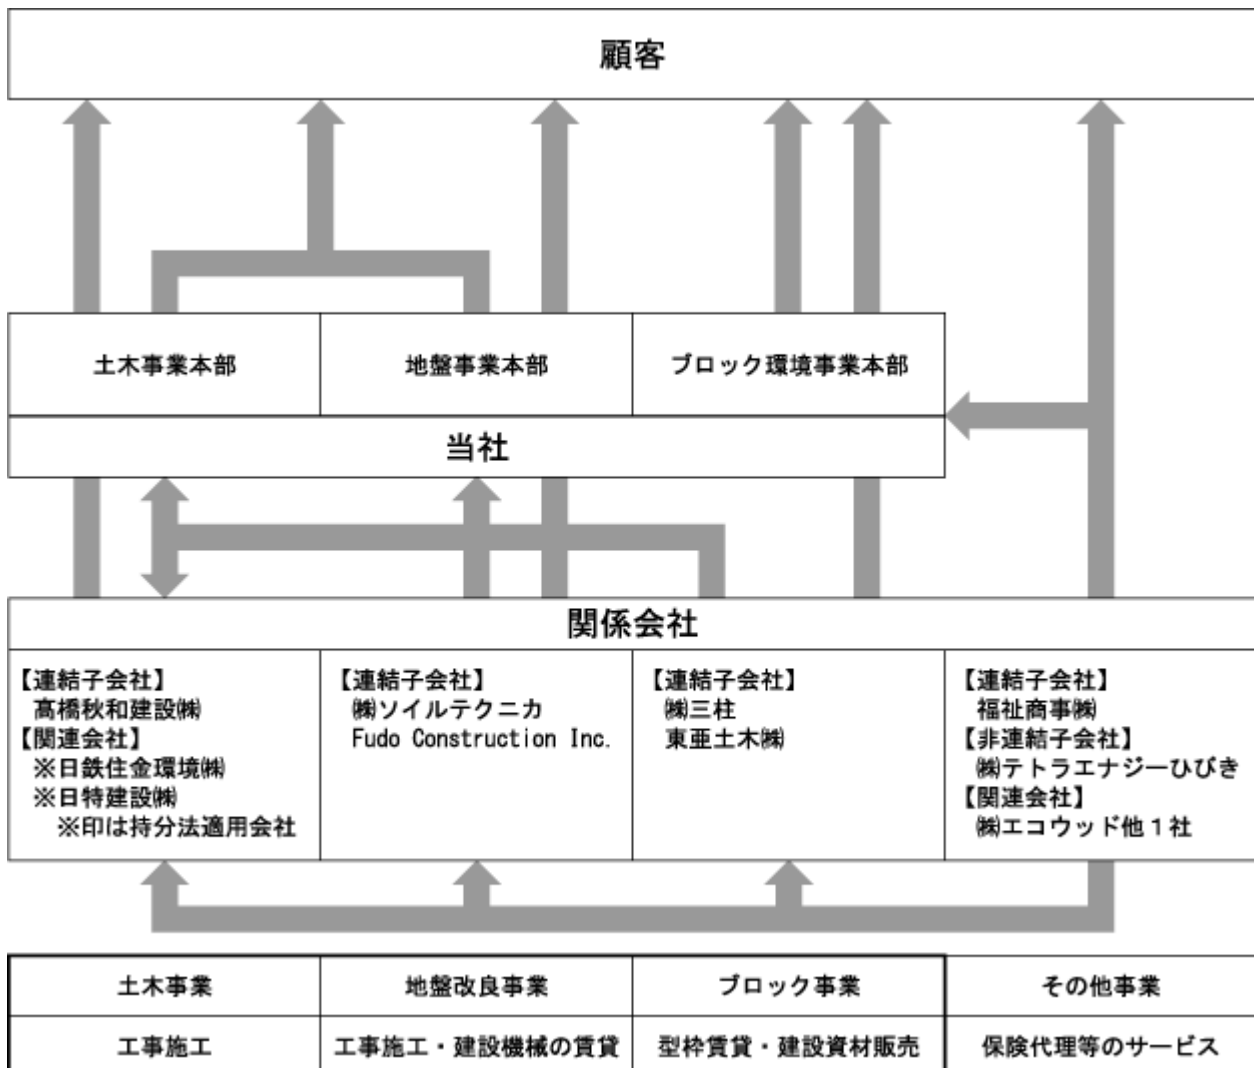 顧客
土木事業本部
地盤事業本部
ブロック環境事業本部
当社
関係会社
【連結子会社】
髙橋秋和建設㈱
【関連会社】
※日鉄住金環境㈱
※日特建設㈱
※印は持分法適用会社
【連結子会社】
㈱ソイルテクニカ
Fudo Construction Inc.
【連結子会社】
㈱三柱
東亜土木㈱
【連結子会社】
福祉商事㈱
【非連結子会社】
㈱テトラエナジーひびき
【関連会社】
㈱エコウッド他１社
土木事業
地盤改良事業
ブロック事業
その他事業
工事施工
工事施工・建設機械の賃貸
型枠賃貸・建設資材販売
保険代理等のサービス